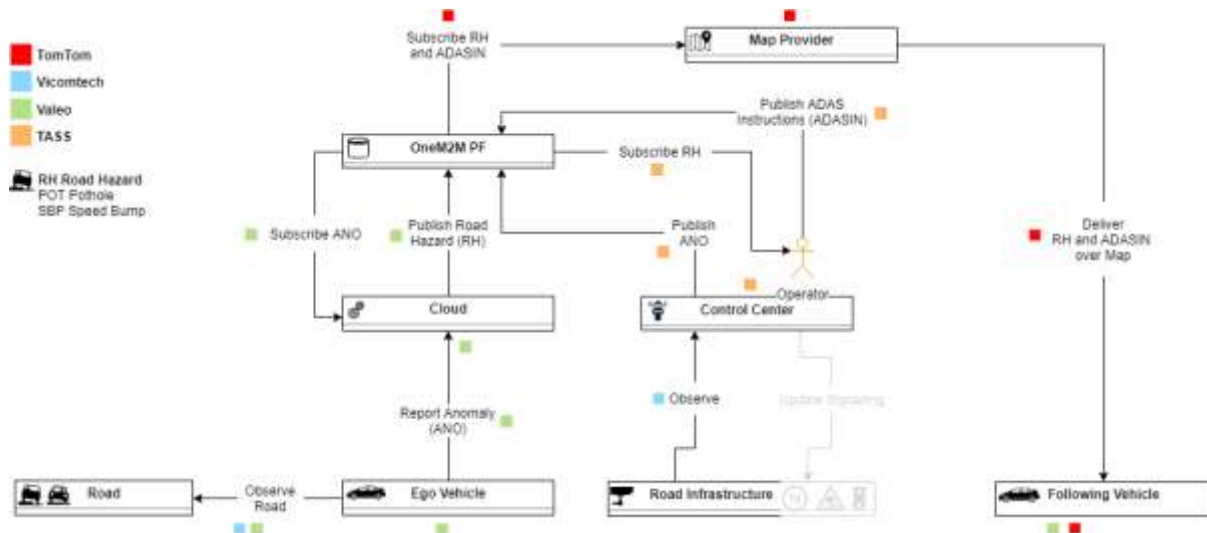 TomTom
Vicomtech
Valeo
TASS
RH Road Hazard
POT Pothole
SBP Speed Bump
Subscribe RH
and ADASIN
Map Provider
Publish ADAS
Instructions (ADASIN)
OneM2M PF
Subscribe RH
Subscribe ANO
Publish Road
Hazard (RH)
Publish
ANO
Deliver
RH and ADASIN
over Map
Operator
Cloud
Control Center
Observe
Update Signalling
Report Anomaly
(ANO)
Road
Observe
Road
Ego Vehicle
Road Infrastructure
Following Vehicle